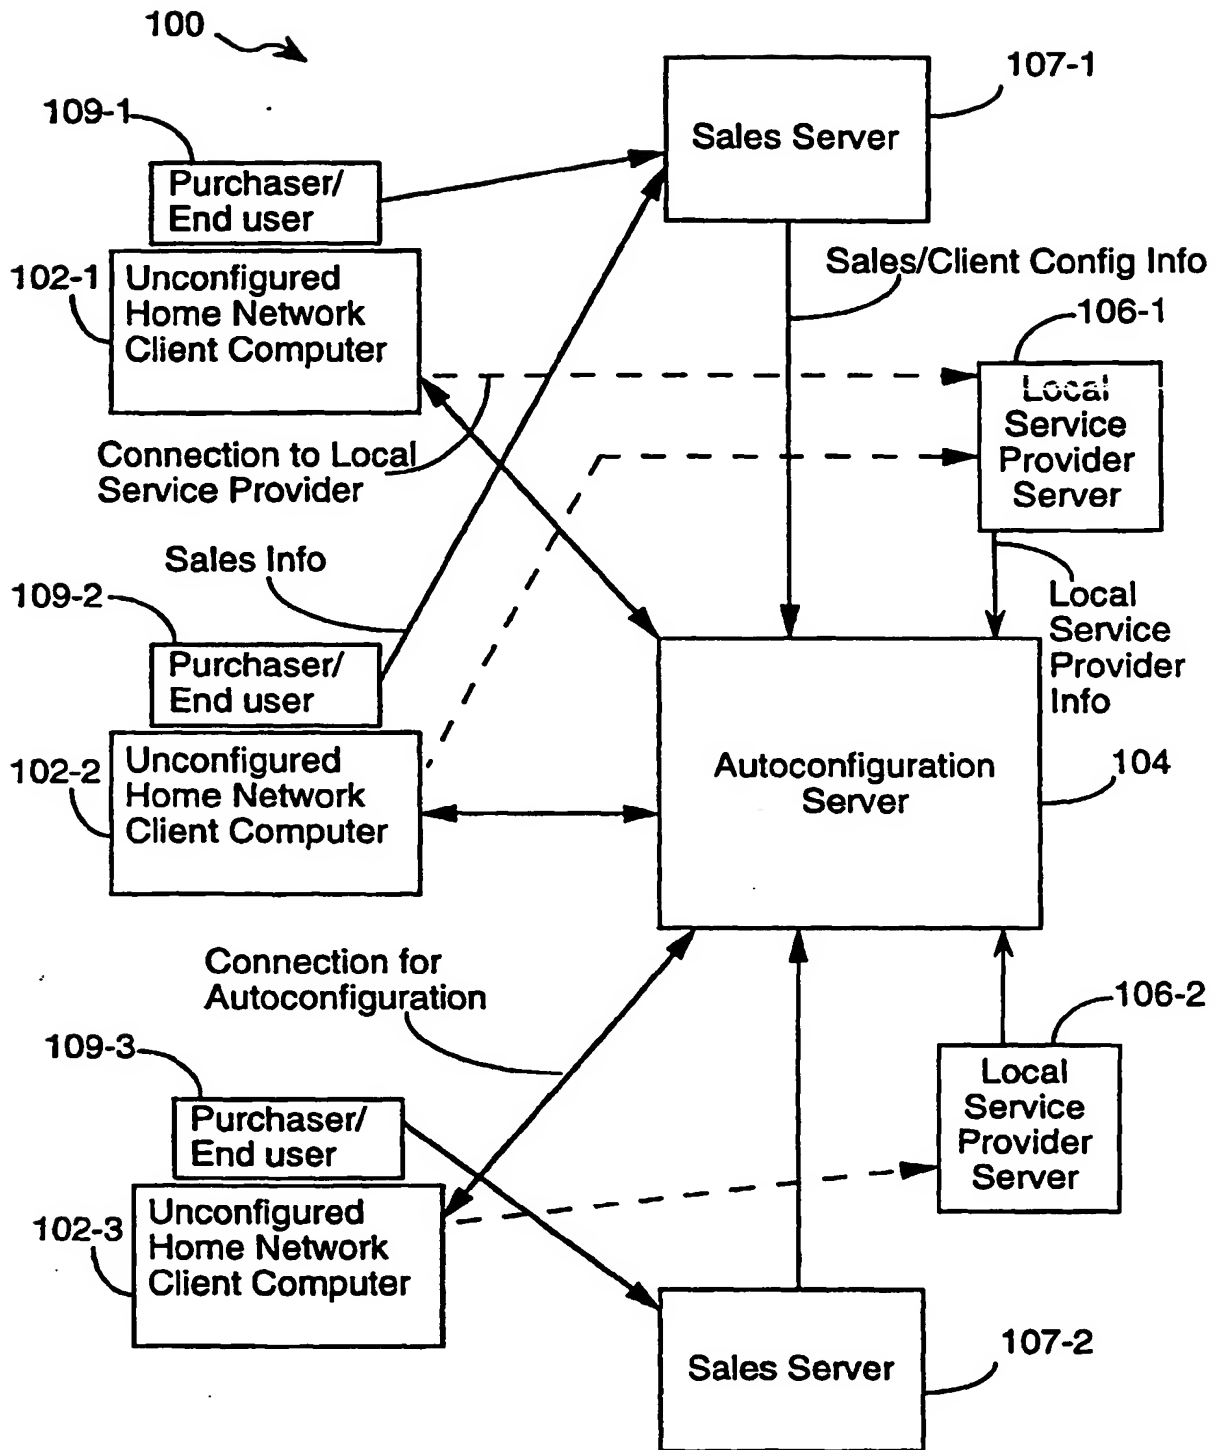 100
107-1
109-1
Sales Server
Purchaser/
End user
Sales/Client Config Info
102-1
Unconfigured
Home Network
Client Computer
106-1
Local
Service
Provider
Server
Connection to Local
Service Provider
Sales Info
109-2
Local
Service
Provider
Info
Purchaser/
End user
102-2
Unconfigured
Home Network
Client Computer
Autoconfiguration
Server
104
Connection for
Autoconfiguration
106-2
109-3
Local
Service
Provider
Server
Purchaser/
End user
102-3
Unconfigured
Home Network
Client Computer
Sales Server
107-2